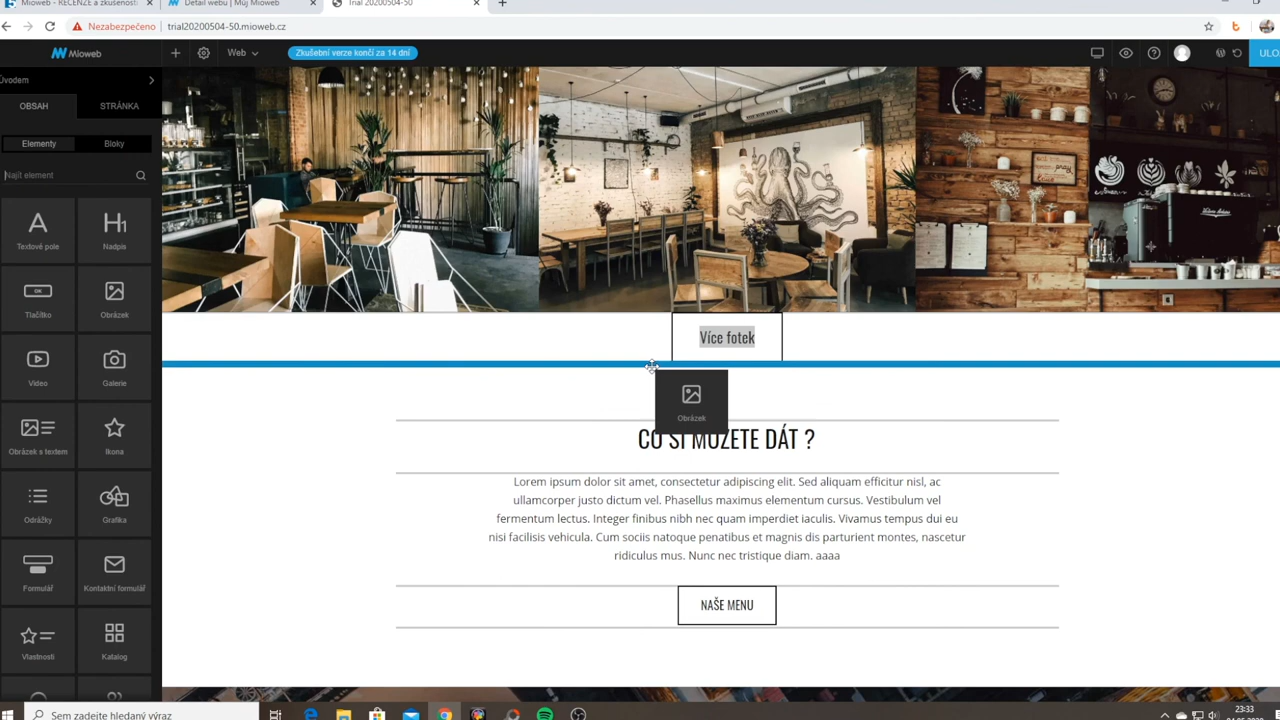 Mioweb - RECENZE a zkušenost
Detail webu | Můj Mioweb
Trial 20200504-50
Nezabezpečeno
trial20200504-50.mioweb.cz
Mioweb
Web
Zkušební verze končí za 14 dní
ULO
Úvodem
OBSAH
STRÁNKA
Elementy
Bloky
Najít element
Textové pole
Nadpis
Tlačítko
Obrázek
Video
Galerie
Obrázek s textem
Ikona
Odrážky
Grafika
Formulář
Kontaktní formulář
Vlastnosti
Katalog
Více fotek
Obrázek
CO SI MŮŽETE DÁT ?
Lorem ipsum dolor sit amet, consectetur adipiscing elit. Sed aliquam efficitur nisl, ac
ullamcorper justo dictum vel. Phasellus maximus elementum cursus. Vestibulum vel
fermentum lectus. Integer finibus nibh nec quam imperdiet iaculis. Vivamus tempus dui eu
nisi facilisis vehicula. Cum sociis natoque penatibus et magnis dis parturient montes, nascetur
ridiculus mus. Nunc nec tristique diam. aaaa
NAŠE MENU
Sem zadejte hledaný výraz
23:33